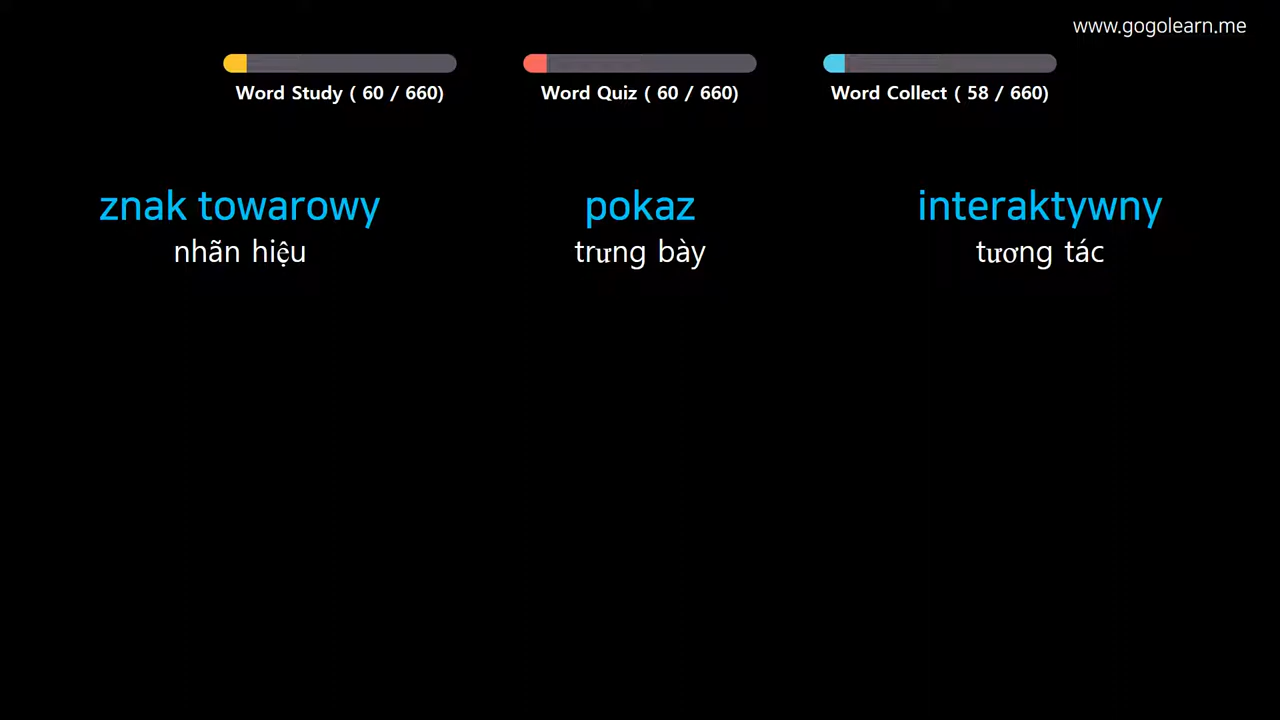 www.gogolearn.me
Word Study ( 60 / 660)
Word Quiz ( 60 / 660)
Word Collect ( 58 / 660)
znak towarowy
nhãn hiệu
pokaz
trưng bày
interaktywny
tương tác